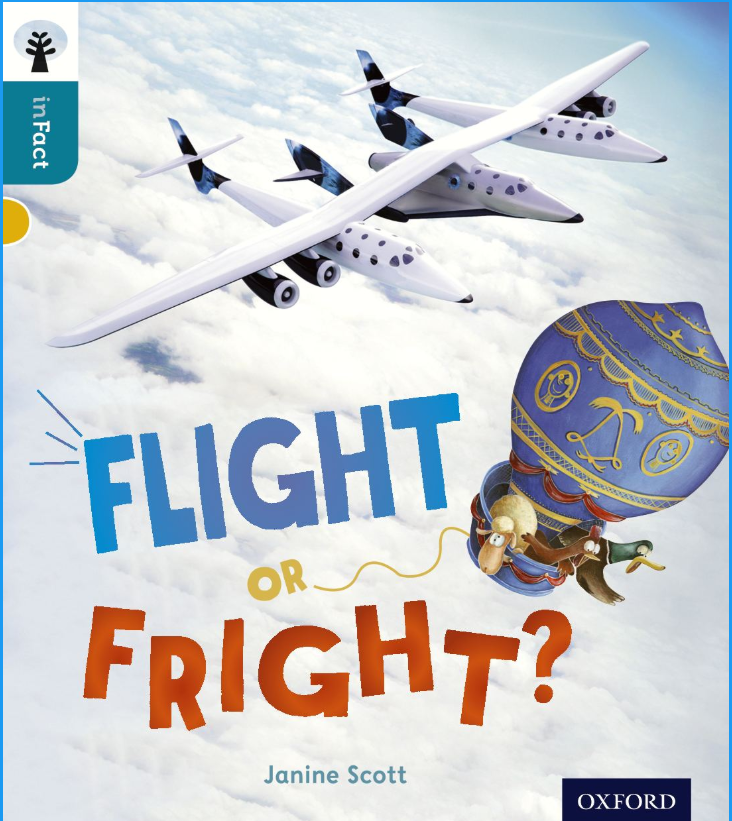 inFact
FLIGHT
OR
FRIGHT?
Janine Scott
OXFORD